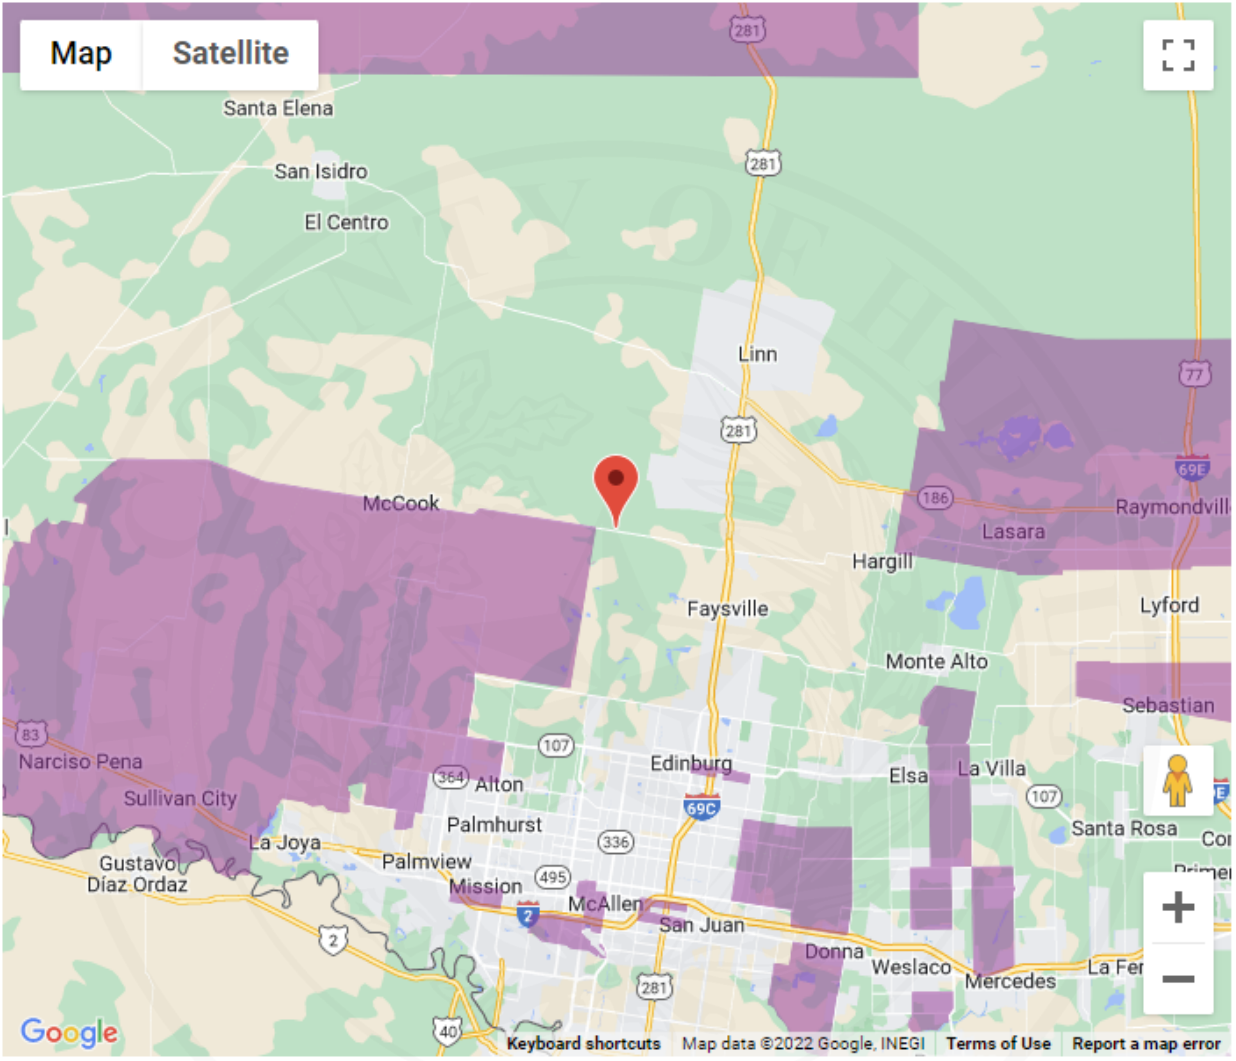 Map
Satellite
281
Santa Elena
281
San Isidro
El Centro
Linn
77
281
69E
McCook
186
Raymondvill
Lasara
Hargill
Faysville
Lyford
Monte Alto
Sebastian
83
107
Narciso Pena
Edinburg
Elsa
La Villa
364
Alton
107
Sullivan City
69C
Palmhurst
Santa Rosa
La Joya
336
Palmview
Gustavo
Díaz Ordaz
495
Mission
McAllen
2
San Juan
2
Donna
Weslaco
La Fer
Mercedes
281
40
Google
Keyboard shortcuts
Map data ©2022 Google, INEGI
Terms of Use
Report a map error